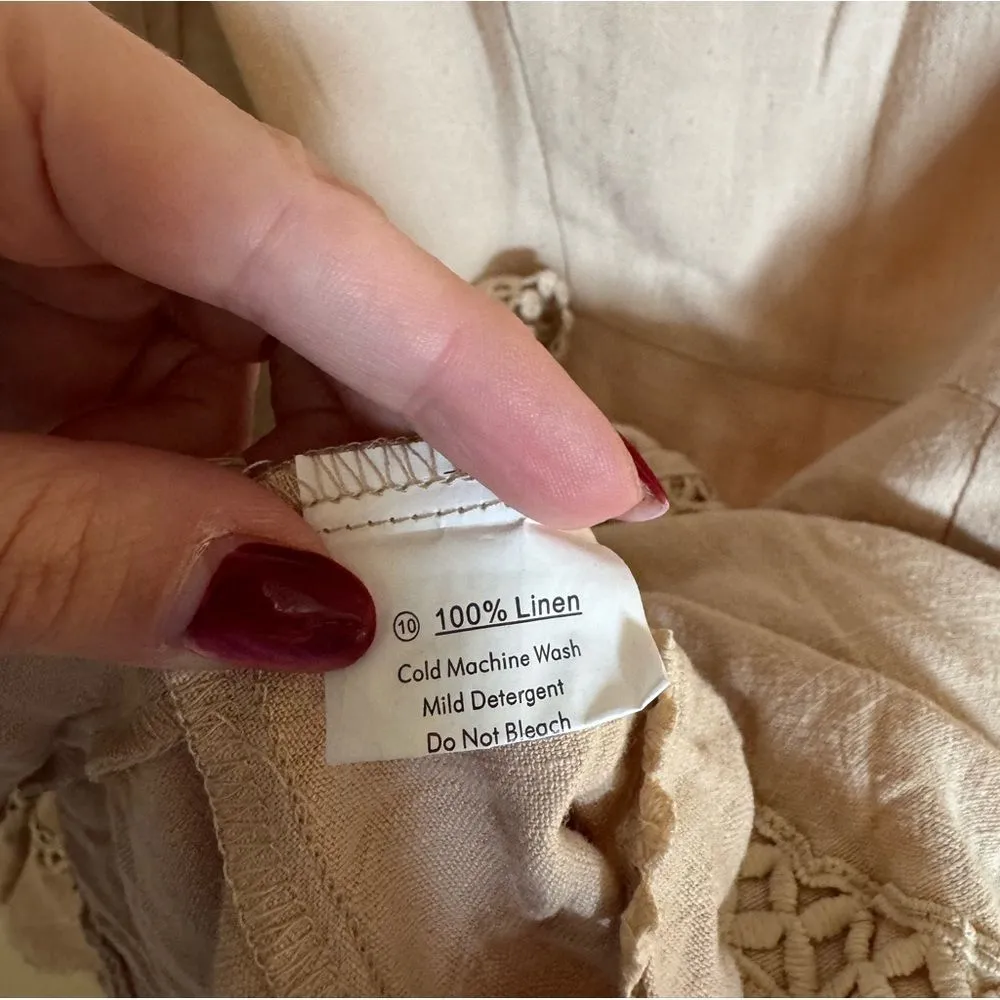 ⑩ 100% Linen
Cold Machine Wash
Mild Detergent
Do Not Bleach